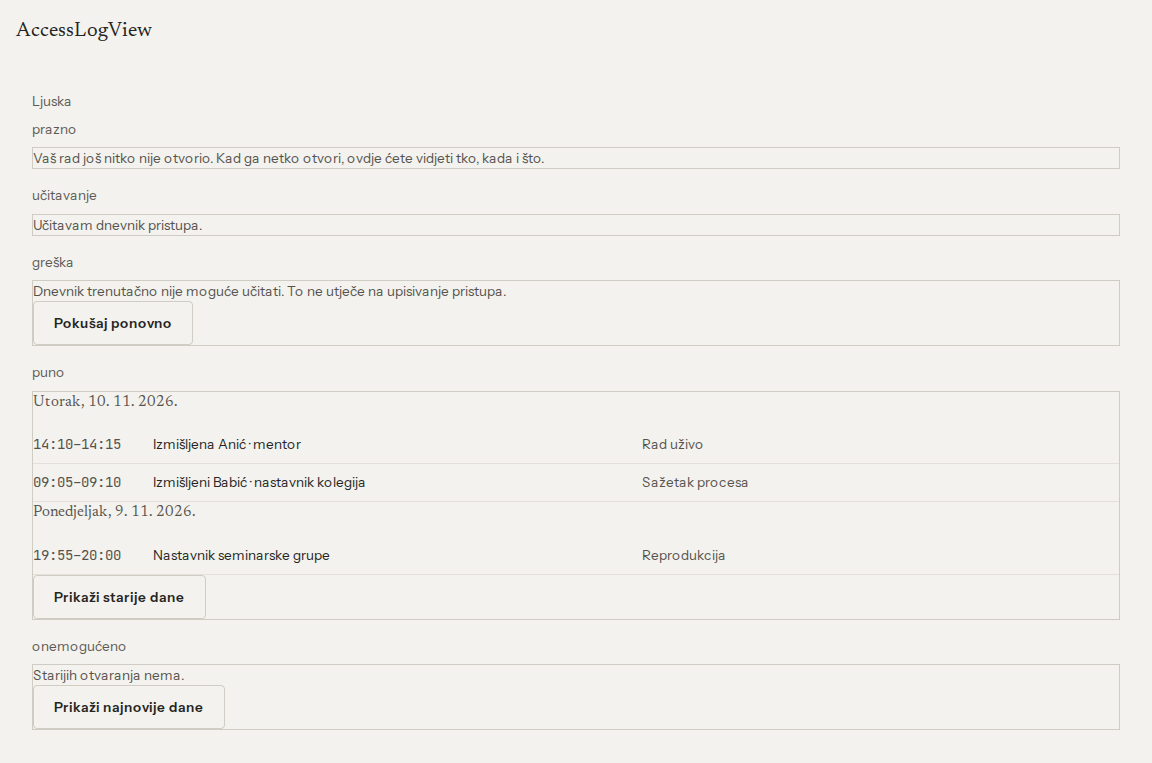 AccessLogView
Ljuska
prazno
Vaš rad još nitko nije otvorio. Kad ga netko otvori, ovdje ćete vidjeti tko, kada i što.
učitavanje
Učitavam dnevnik pristupa.
greška
Dnevnik trenutačno nije moguće učitati. To ne utječe na upisivanje pristupa.
Pokušaj ponovno
puno
Utorak, 10. 11. 2026.
14:10–14:15 Izmišljena Anić · mentor Rad uživo
09:05–09:10 Izmišljeni Babić · nastavnik kolegija Sažetak procesa
Ponedjeljak, 9. 11. 2026.
19:55–20:00 Nastavnik seminarske grupe Reprodukcija
Prikaži starije dane
onemogućeno
Starijih otvaranja nema.
Prikaži najnovije dane